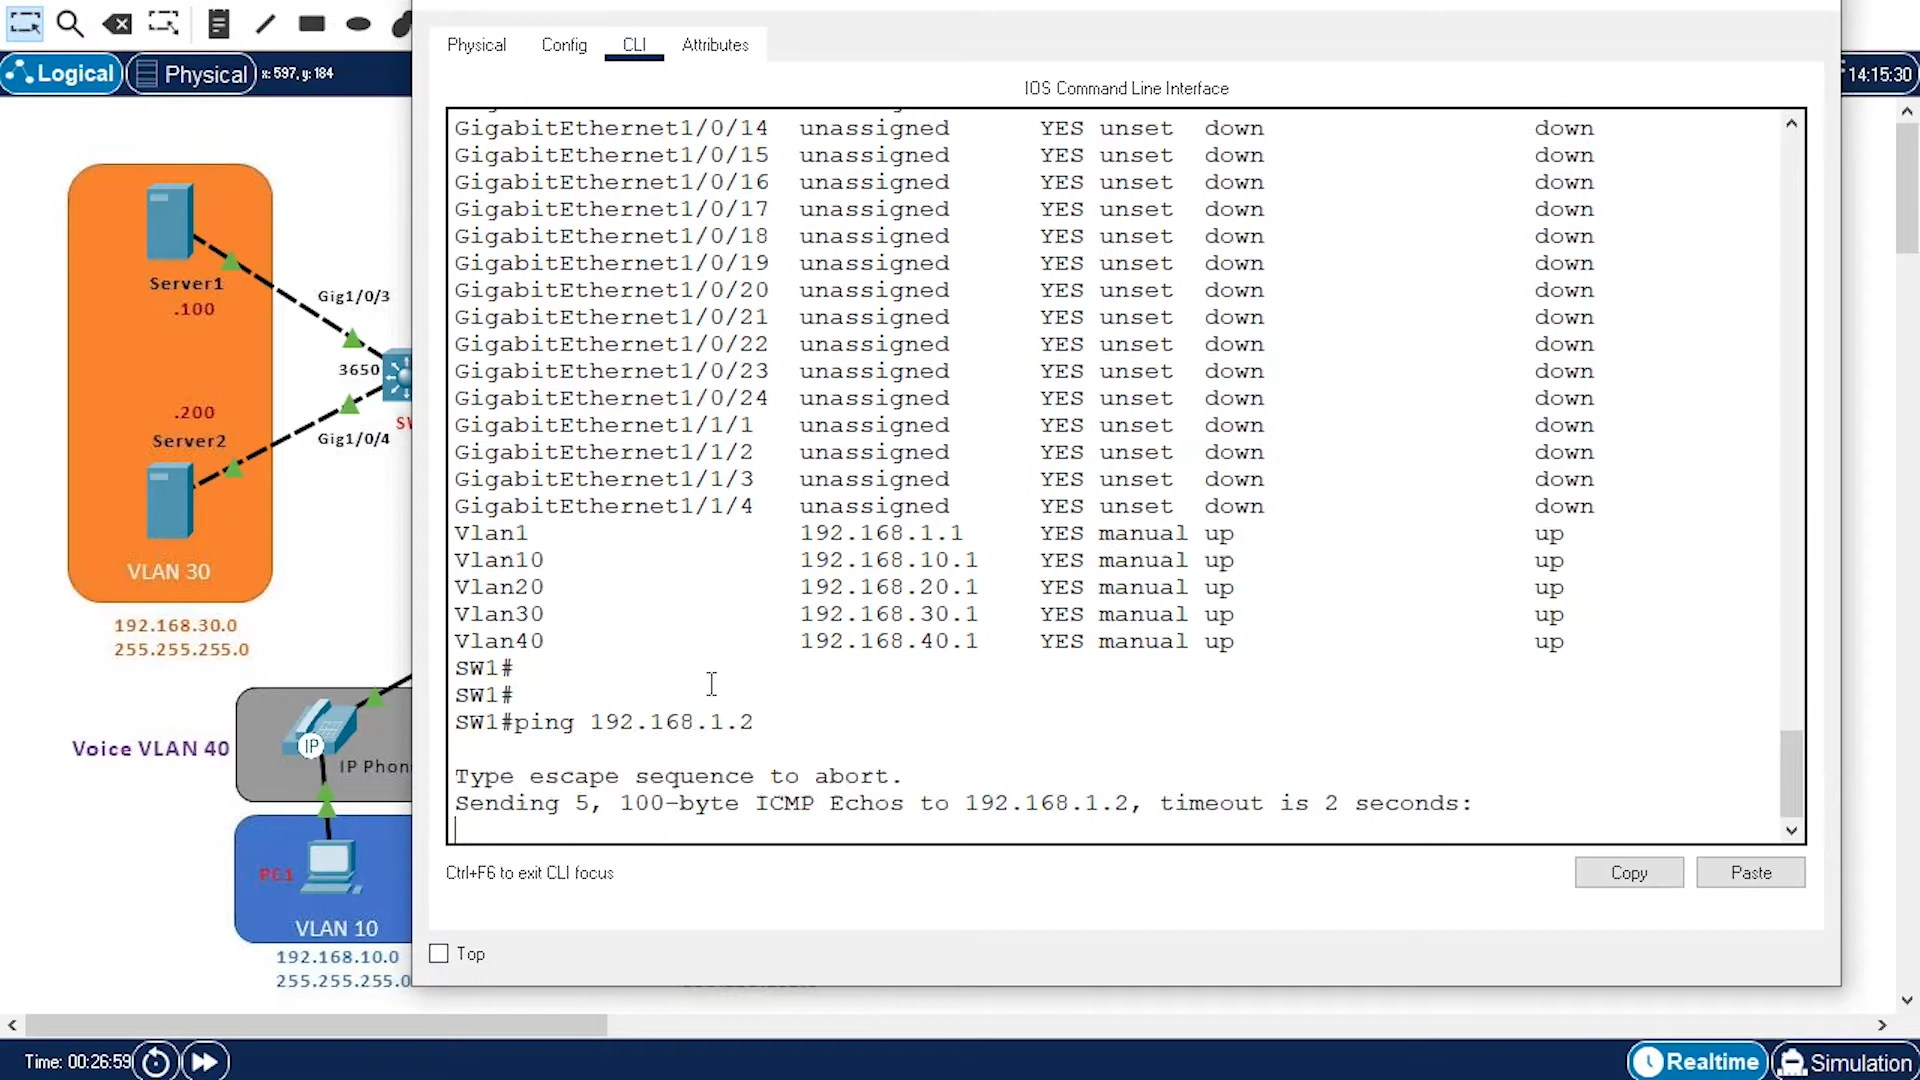 Logical
Physical
x: 597, y: 184
14:15:30
Physical
Config
CLI
Attributes
IOS Command Line Interface
GigabitEthernet1/0/14 unassigned YES unset down down
GigabitEthernet1/0/15 unassigned YES unset down down
GigabitEthernet1/0/16 unassigned YES unset down down
GigabitEthernet1/0/17 unassigned YES unset down down
GigabitEthernet1/0/18 unassigned YES unset down down
GigabitEthernet1/0/19 unassigned YES unset down down
GigabitEthernet1/0/20 unassigned YES unset down down
GigabitEthernet1/0/21 unassigned YES unset down down
GigabitEthernet1/0/22 unassigned YES unset down down
GigabitEthernet1/0/23 unassigned YES unset down down
GigabitEthernet1/0/24 unassigned YES unset down down
GigabitEthernet1/1/1 unassigned YES unset down down
GigabitEthernet1/1/2 unassigned YES unset down down
GigabitEthernet1/1/3 unassigned YES unset down down
GigabitEthernet1/1/4 unassigned YES unset down down
Vlan1 192.168.1.1 YES manual up up
Vlan10 192.168.10.1 YES manual up up
Vlan20 192.168.20.1 YES manual up up
Vlan30 192.168.30.1 YES manual up up
Vlan40 192.168.40.1 YES manual up up
SW1#
SW1#
SW1#ping 192.168.1.2
Type escape sequence to abort.
Sending 5, 100-byte ICMP Echos to 192.168.1.2, timeout is 2 seconds:
Ctrl+F6 to exit CLI focus
Copy
Paste
Top
Server1
.100
Gig1/0/3
3650
.200
Server2
Gig1/0/4
VLAN 30
192.168.30.0
255.255.255.0
Voice VLAN 40
IP
IP Phon
PC1
VLAN 10
192.168.10.0
255.255.255.0
Time: 00:26:59
Realtime
Simulation